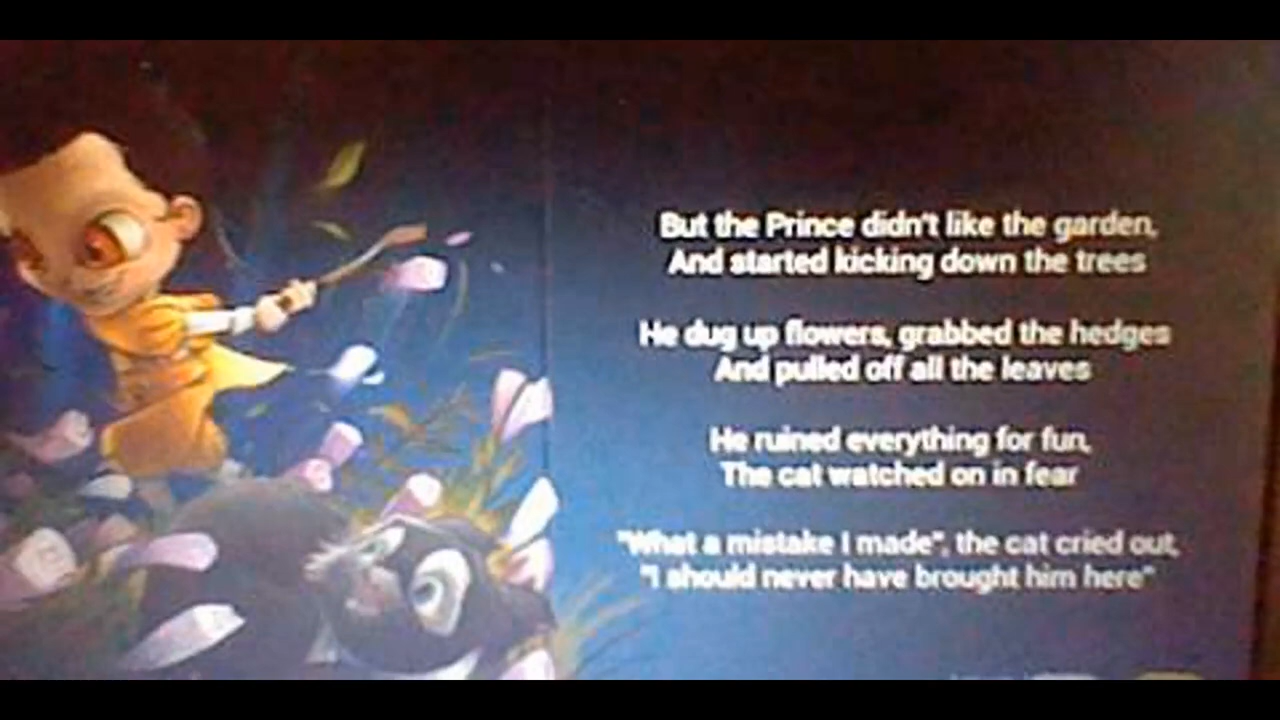 But the Prince didn't like the garden,
And started kicking down the trees
He dug up flowers, grabbed the hedges
And pulled off all the leaves
He ruined everything for fun,
The cat watched on in fear
"What a mistake I made", the cat cried out,
"I should never have brought him here"